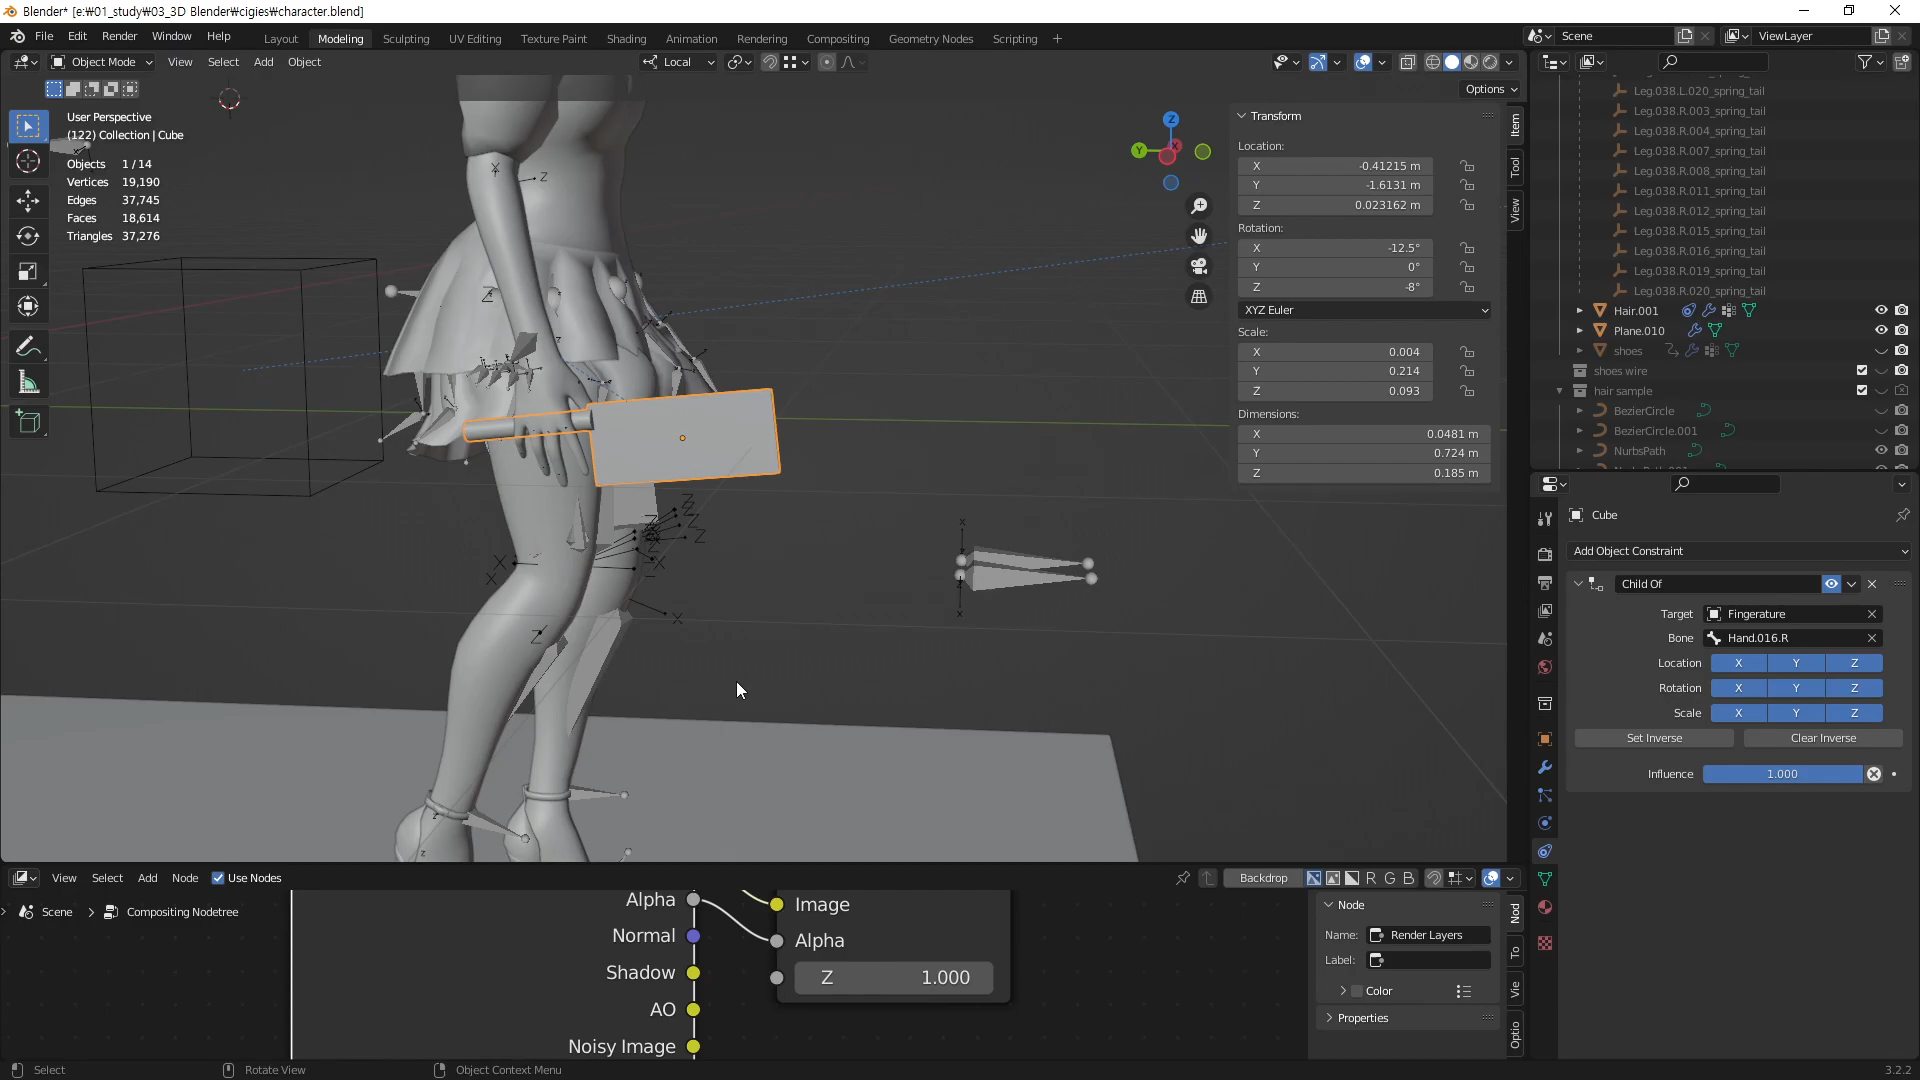 Blender* [e:₩01_study₩03_3D Blender₩cigies₩character.blend]
File Edit Render Window Help
Layout Modeling Sculpting UV Editing Texture Paint Shading Animation Rendering Compositing Geometry Nodes Scripting +
Scene
ViewLayer
Object Mode View Select Add Object
Local
Options
User Perspective
(122) Collection | Cube
Objects 1 / 14
Vertices 19,190
Edges 37,745
Faces 18,614
Triangles 37,276
Transform
Location:
X -0.41215 m
Y -1.6131 m
Z 0.023162 m
Rotation:
X -12.5°
Y 0°
Z -8°
XYZ Euler
Scale:
X 0.004
Y 0.214
Z 0.093
Dimensions:
X 0.0481 m
Y 0.724 m
Z 0.185 m
Item
Tool
View
Leg.038.L.020_spring_tail
Leg.038.R.003_spring_tail
Leg.038.R.004_spring_tail
Leg.038.R.007_spring_tail
Leg.038.R.008_spring_tail
Leg.038.R.011_spring_tail
Leg.038.R.012_spring_tail
Leg.038.R.015_spring_tail
Leg.038.R.016_spring_tail
Leg.038.R.019_spring_tail
Leg.038.R.020_spring_tail
Hair.001
Plane.010
shoes
shoes wire
hair sample
BezierCircle
BezierCircle.001
NurbsPath
Cube
Add Object Constraint
Child Of
Target Fingerature
Bone Hand.016.R
Location X Y Z
Rotation X Y Z
Scale X Y Z
Set Inverse Clear Inverse
Influence 1.000
View Select Add Node Use Nodes
Backdrop R G B
Scene > Compositing Nodetree
Alpha
Normal
Shadow
AO
Noisy Image
Image
Alpha
Z 1.000
Node
Name: Render Layers
Label:
Color
Properties
Nod
To
Vie
Optio
Select Rotate View Object Context Menu
3.2.2